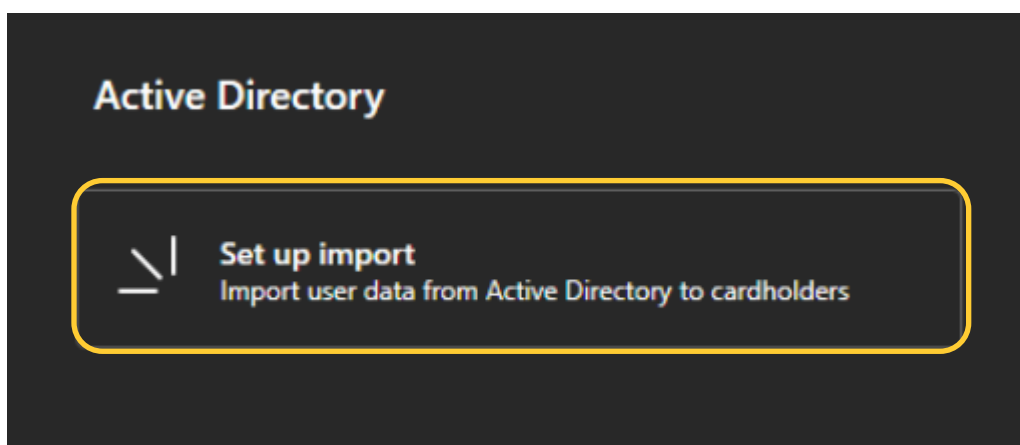 Active Directory
Set up import
Import user data from Active Directory to cardholders